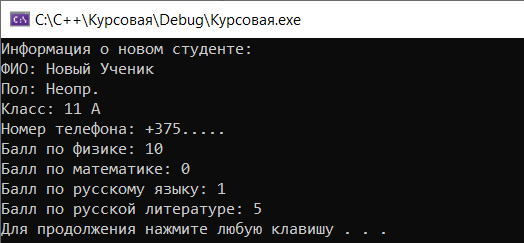 C:\C++\Курсовая\Debug\Курсовая.exe
Информация о новом студенте:
ФИО: Новый Ученик
Пол: Неопр.
Класс: 11 А
Номер телефона: +375.....
Балл по физике: 10
Балл по математике: 0
Балл по русскому языку: 1
Балл по русской литературе: 5
Для продолжения нажмите любую клавишу . . .